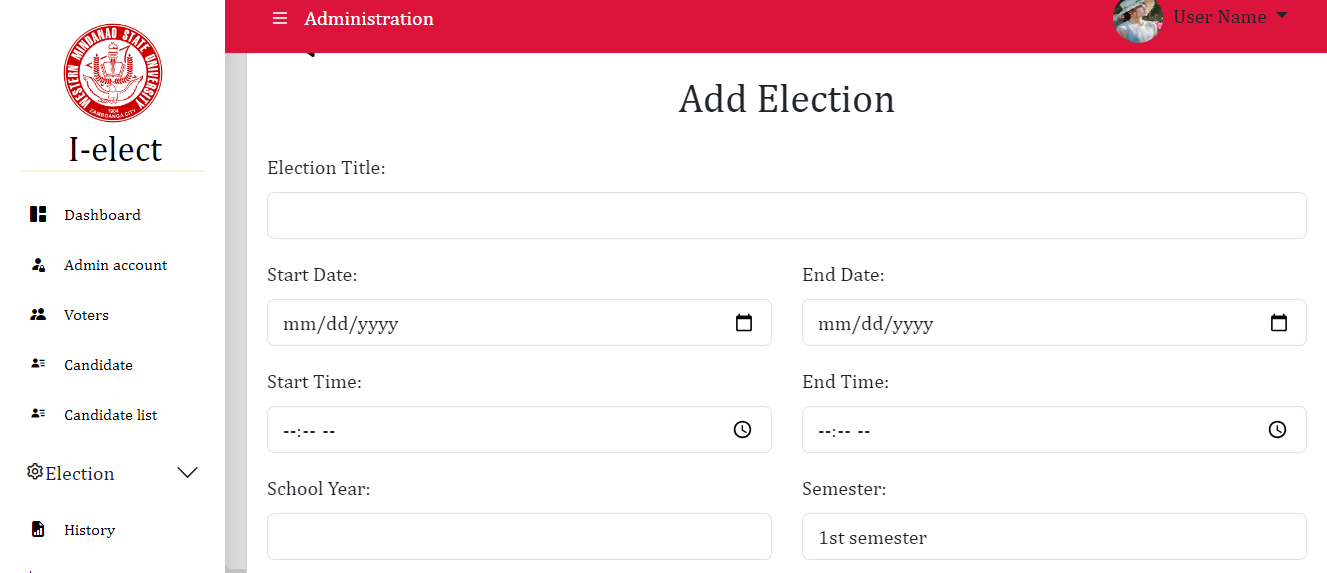 Administration
User Name
WESTERN MINDANAO STATE UNIVERSITY
1904
ZAMBOANGA CITY
I-elect
Dashboard
Admin account
Voters
Candidate
Candidate list
Election
History
Add Election
Election Title:
Start Date: End Date:
mm/dd/yyyy mm/dd/yyyy
Start Time: End Time:
--:-- -- --:-- --
School Year: Semester:
1st semester